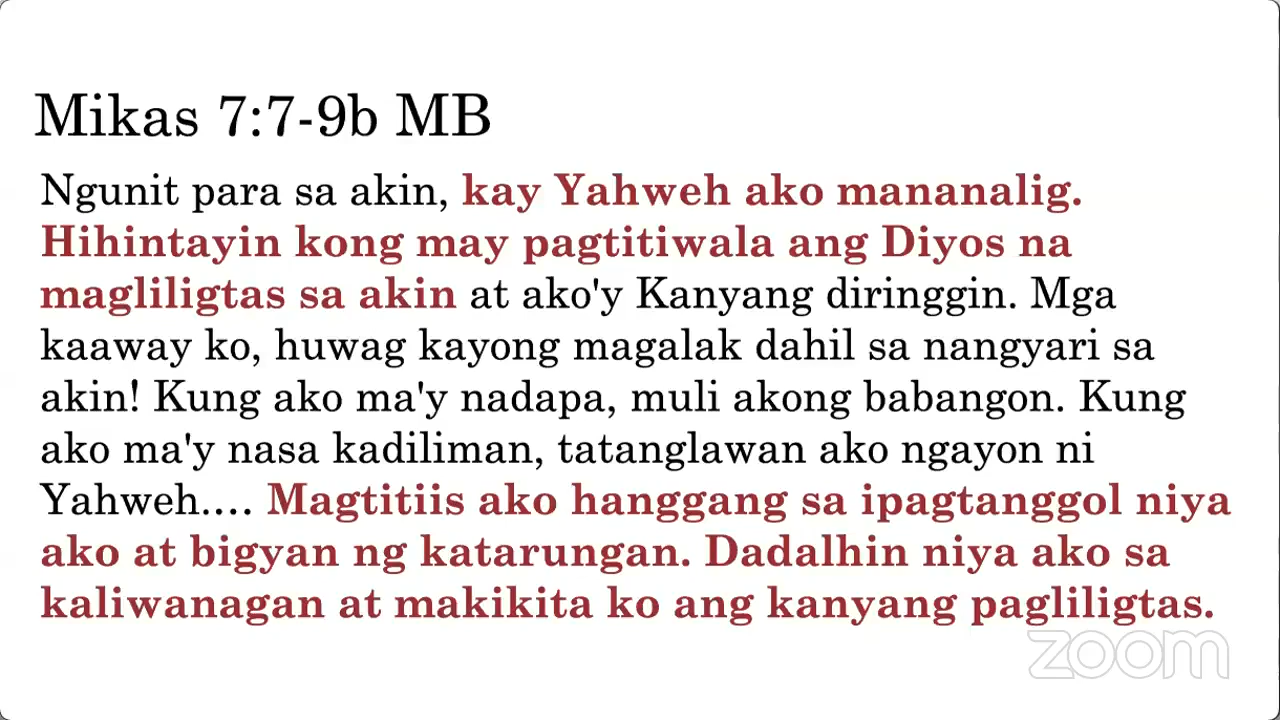 Mikas 7:7-9b MB
Ngunit para sa akin, kay Yahweh ako mananalig.
Hihintayin kong may pagtitiwala ang Diyos na
magliligtas sa akin at ako'y Kanyang diringgin. Mga
kaaway ko, huwag kayong magalak dahil sa nangyari sa
akin! Kung ako ma'y nadapa, muli akong babangon. Kung
ako ma'y nasa kadiliman, tatanglawan ako ngayon ni
Yahweh.... Magtitiis ako hanggang sa ipagtanggol niya
ako at bigyan ng katarungan. Dadalhin niya ako sa
kaliwanagan at makikita ko ang kanyang pagliligtas.
zoom